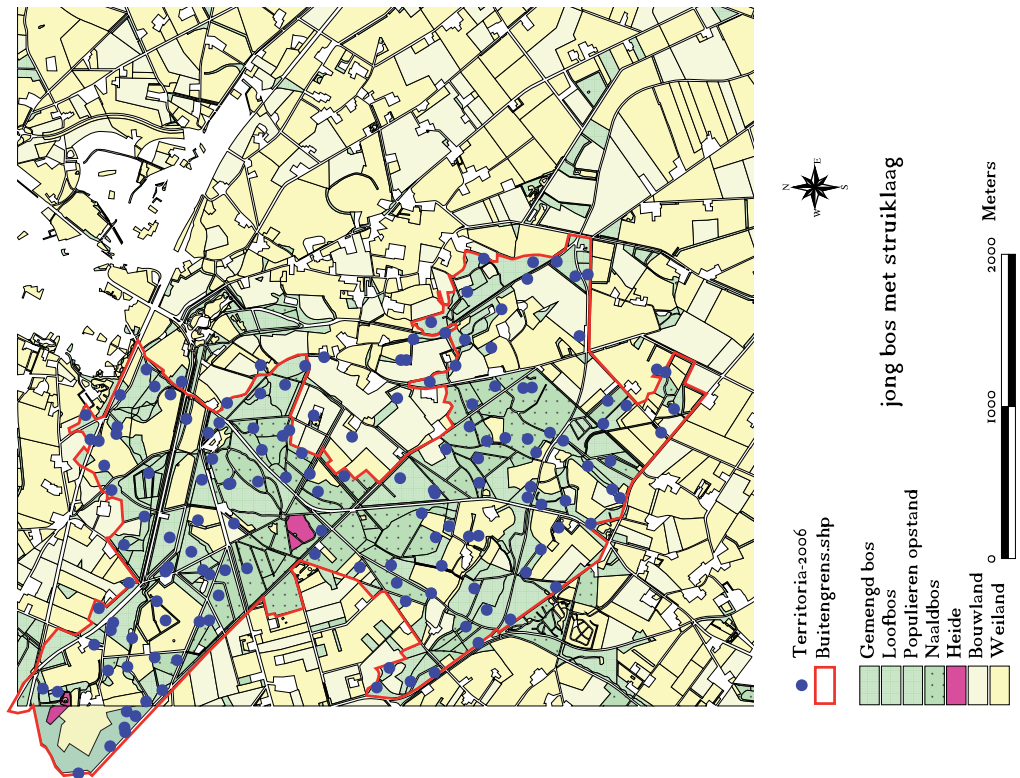 N
W
E
S
jong bos met struiklaag
Territoria-2006
Buitengrens.shp
Gemengd bos
Loofbos
Populieren opstand
Naaldbos
Heide
Bouwland
Weiland
0 1000 2000 Meters